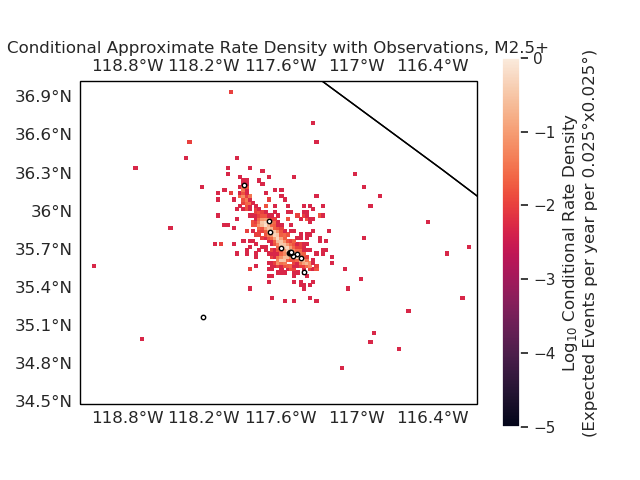 Conditional Approximate Rate Density with Observations, M2.5+
118.8°W 118.2°W 117.6°W 117°W 116.4°W
36.9°N
36.6°N
36.3°N
36°N
35.7°N
35.4°N
35.1°N
34.8°N
34.5°N
118.8°W 118.2°W 117.6°W 117°W 116.4°W
0
−1
−2
−3
−4
−5
Log₁₀ Conditional Rate Density
(Expected Events per year per 0.025°x0.025°)